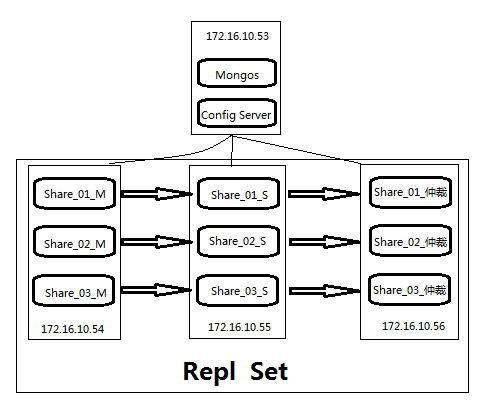 172.16.10.53
Mongos
Config Server
Share_01_M
Share_01_S
Share_01_仲裁
Share_02_M
Share_02_S
Share_02_仲裁
Share_03_M
Share_03_S
Share_03_仲裁
172.16.10.54
172.16.10.55
172.16.10.56
Repl Set